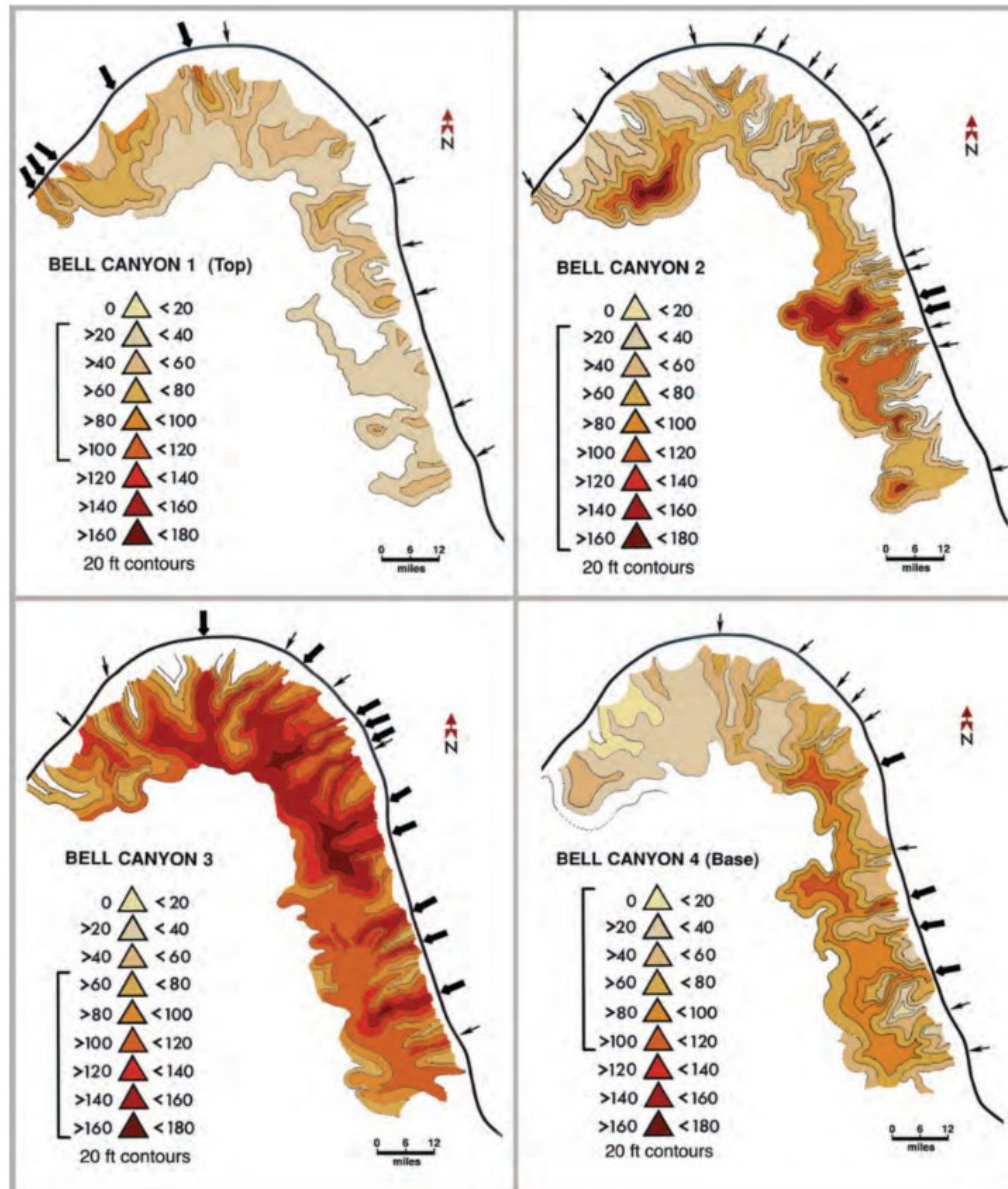 N
BELL CANYON 1 (Top)
0 < 20
>20 < 40
>40 < 60
>60 < 80
>80 < 100
>100 < 120
>120 < 140
>140 < 160
>160 < 180
20 ft contours
0 6 12
miles
N
BELL CANYON 2
0 < 20
>20 < 40
>40 < 60
>60 < 80
>80 < 100
>100 < 120
>120 < 140
>140 < 160
>160 < 180
20 ft contours
0 6 12
miles
N
BELL CANYON 3
0 < 20
>20 < 40
>40 < 60
>60 < 80
>80 < 100
>100 < 120
>120 < 140
>140 < 160
>160 < 180
20 ft contours
0 6 12
miles
N
BELL CANYON 4 (Base)
0 < 20
>20 < 40
>40 < 60
>60 < 80
>80 < 100
>100 < 120
>120 < 140
>140 < 160
>160 < 180
20 ft contours
0 6 12
miles